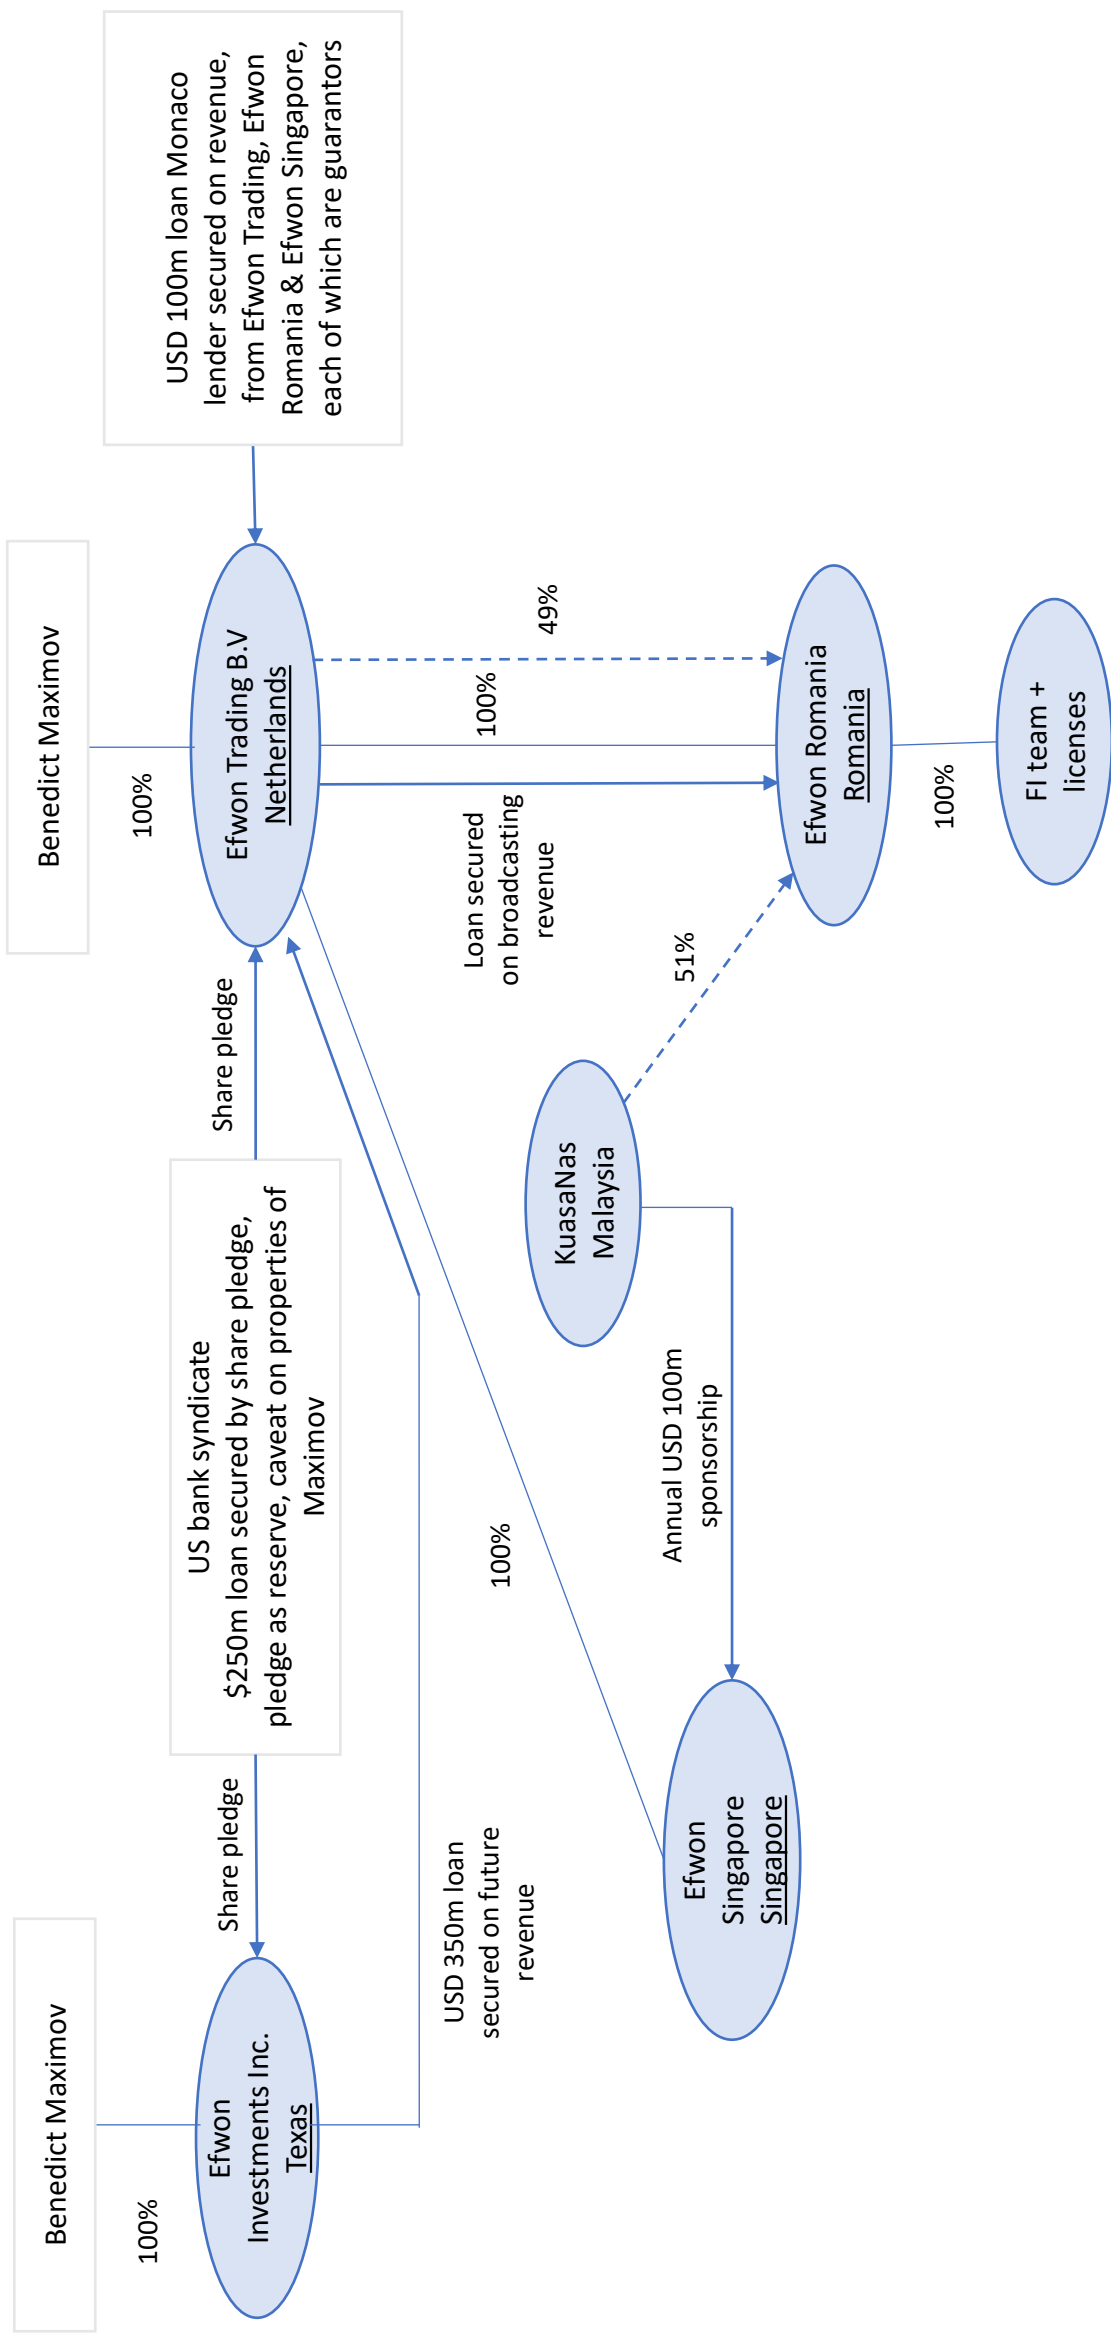 Benedict Maximov
Benedict Maximov
100%
100%
Efwon
Investments Inc.
Texas
Share pledge
US bank syndicate
$250m loan secured by share pledge,
pledge as reserve, caveat on properties of
Maximov
Share pledge
Efwon Trading B.V
Netherlands
USD 100m loan Monaco
lender secured on revenue,
from Efwon Trading, Efwon
Romania & Efwon Singapore,
each of which are guarantors
USD 350m loan
secured on future
revenue
100%
Loan secured
on broadcasting
revenue
100%
49%
KuasaNas
Malaysia
51%
Annual USD 100m
sponsorship
Efwon
Singapore
Singapore
Efwon Romania
Romania
100%
FI team +
licenses